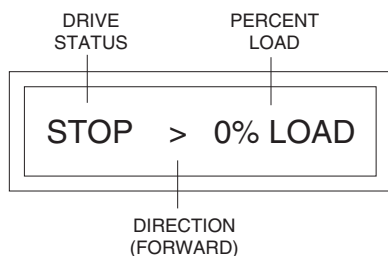 DRIVE
STATUS
PERCENT
LOAD
STOP > 0% LOAD
DIRECTION
(FORWARD)